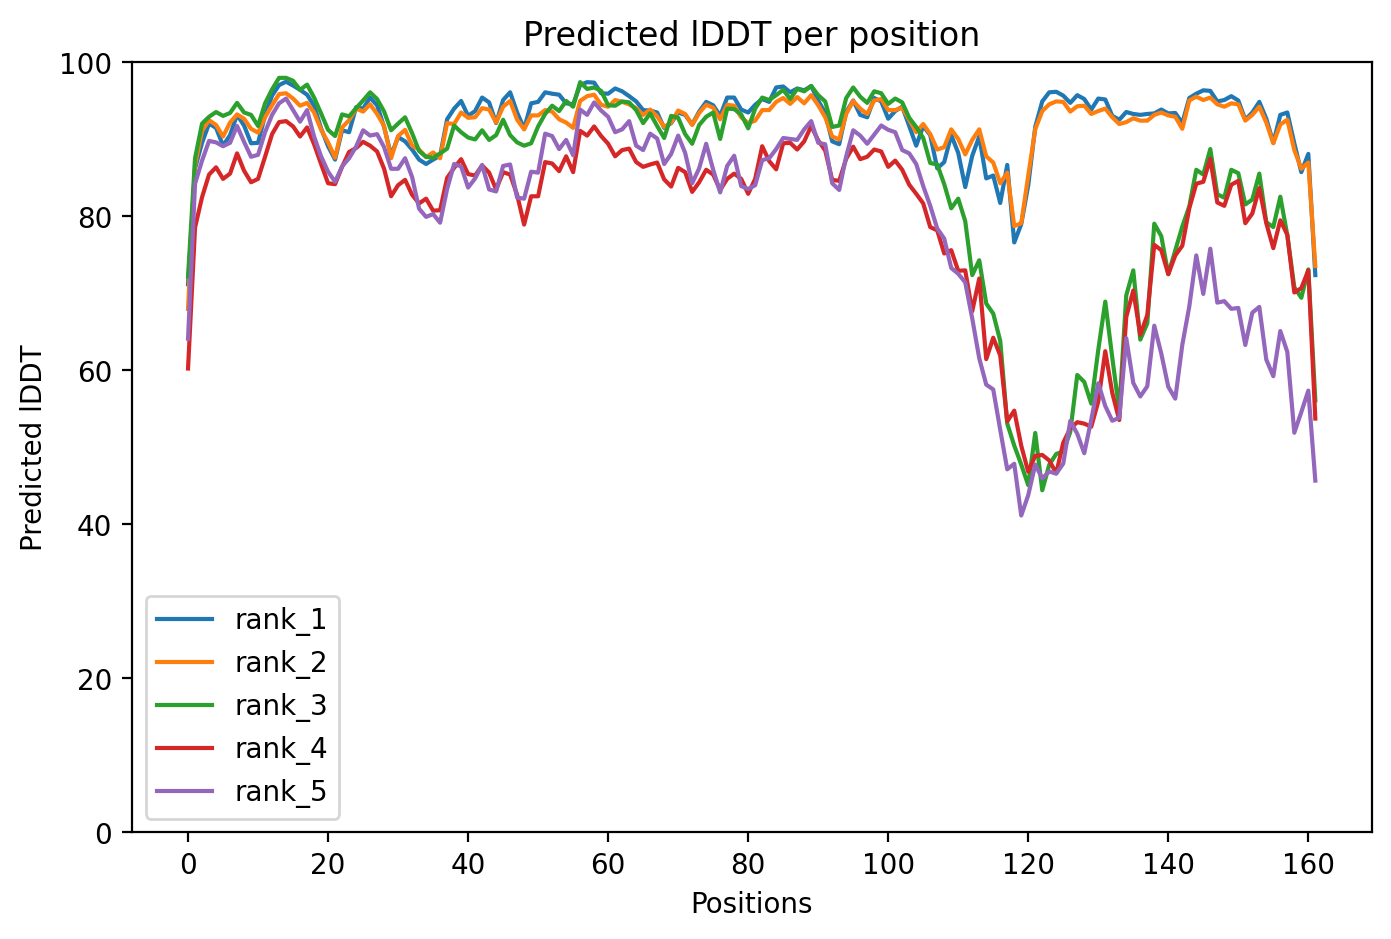 Predicted lDDT per position
100
80
60
40
20
0
Predicted lDDT
rank_1
rank_2
rank_3
rank_4
rank_5
0 20 40 60 80 100 120 140 160
Positions